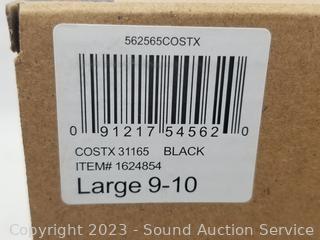 562565COSTX
0 91217 54562 0
COSTX 31165 BLACK
ITEM# 1624854
Large 9-10
Copyright 2023 - Sound Auction Service